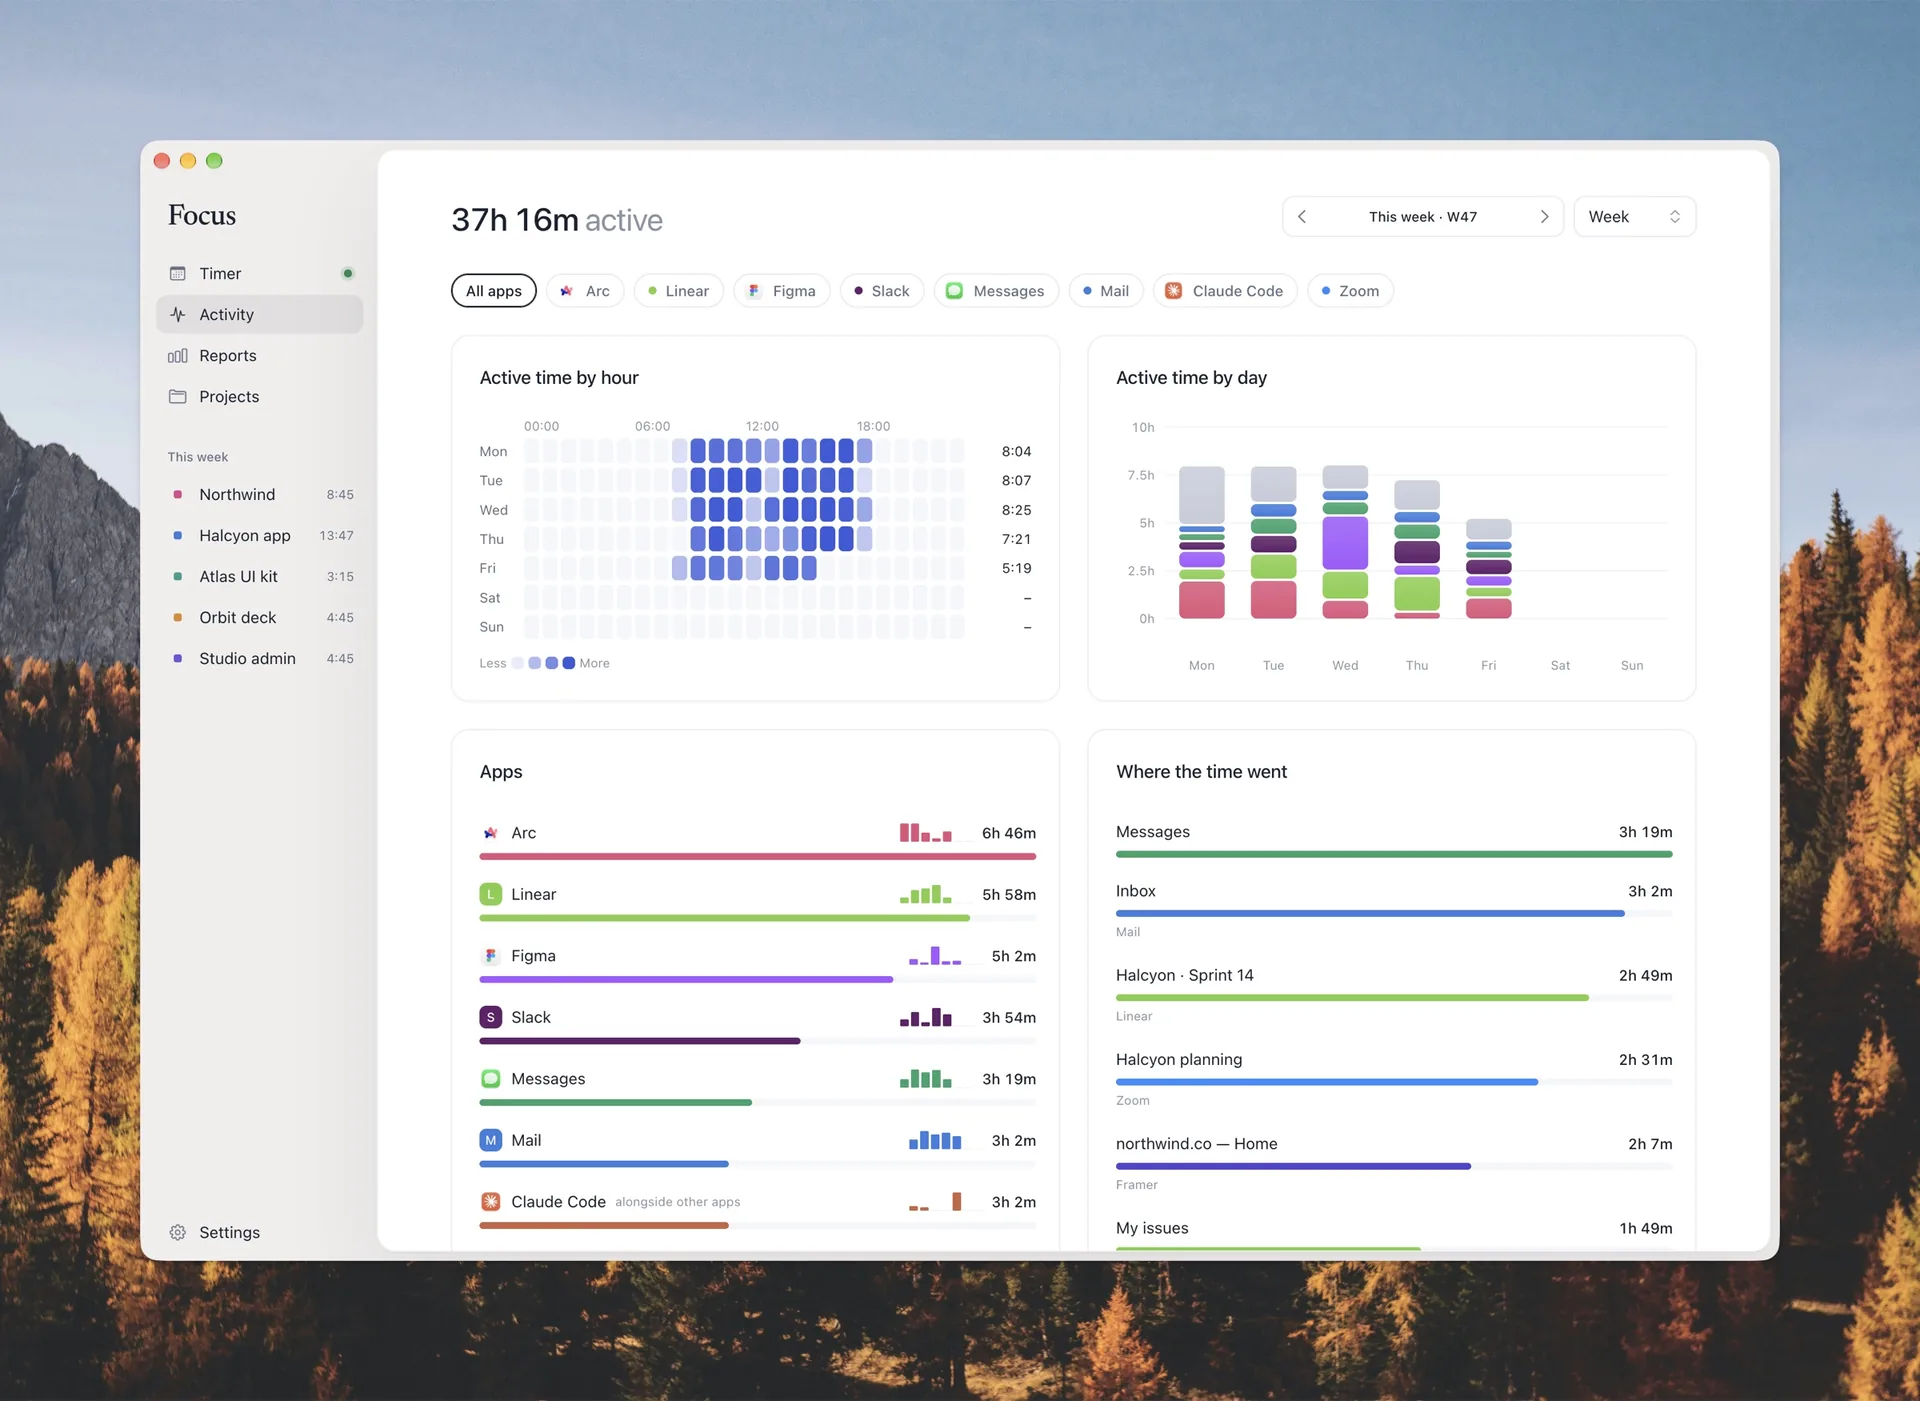 Focus
Timer
Activity
Reports
Projects
This week
Northwind 8:45
Halcyon app 13:47
Atlas UI kit 3:15
Orbit deck 4:45
Studio admin 4:45
Settings
37h 16m active
This week · W47
Week
All apps
Arc
Linear
Figma
Slack
Messages
Mail
Claude Code
Zoom
Active time by hour
00:00 06:00 12:00 18:00
Mon 8:04
Tue 8:07
Wed 8:25
Thu 7:21
Fri 5:19
Sat –
Sun –
Less More
Active time by day
10h
7.5h
5h
2.5h
0h
Mon Tue Wed Thu Fri Sat Sun
Apps
Arc 6h 46m
L Linear 5h 58m
Figma 5h 2m
S Slack 3h 54m
Messages 3h 19m
M Mail 3h 2m
Claude Code alongside other apps 3h 2m
Where the time went
Messages 3h 19m
Inbox 3h 2m
Mail
Halcyon · Sprint 14 2h 49m
Linear
Halcyon planning 2h 31m
Zoom
northwind.co — Home 2h 7m
Framer
My issues 1h 49m